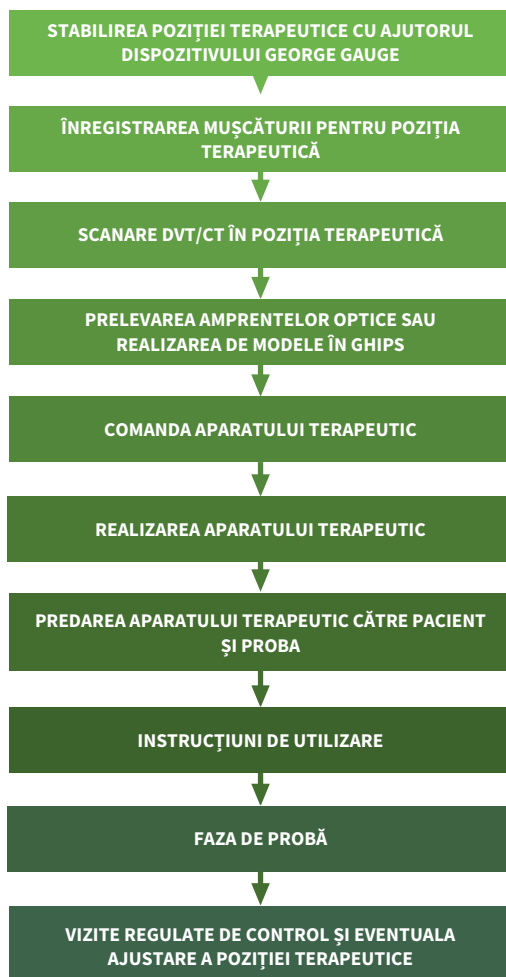 STABILIREA POZIȚIEI TERAPEUTICE CU AJUTORUL
DISPOZITIVULUI GEORGE GAUGE
ÎNREGISTRAREA MUȘCĂTURII PENTRU POZIȚIA
TERAPEUTICĂ
SCANARE DVT/CT ÎN POZIȚIA TERAPEUTICĂ
PRELEVAREA AMPRENTELOR OPTICE SAU
REALIZAREA DE MODELE ÎN GHIPS
COMANDA APARATULUI TERAPEUTIC
REALIZAREA APARATULUI TERAPEUTIC
PREDAREA APARATULUI TERAPEUTIC CĂTRE PACIENT
ȘI PROBA
INSTRUCȚIUNI DE UTILIZARE
FAZA DE PROBĂ
VIZITE REGULATE DE CONTROL ȘI EVENTUALA
AJUSTARE A POZIȚIEI TERAPEUTICE